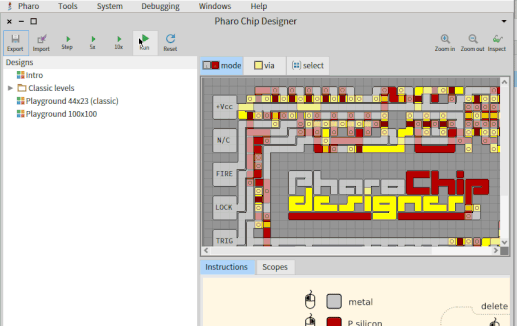 Pharo Tools System Debugging Windows Help
Pharo Chip Designer
Export Import Step 5x 10x Run Reset Zoom in Zoom out Inspect
Designs
Intro
Classic levels
Playground 44x23 (classic)
Playground 100x100
mode via select
+Vcc
N/C
FIRE
LOCK
TRIG
Pharo Chip
Designer
Instructions Scopes
metal
P silicon
delete